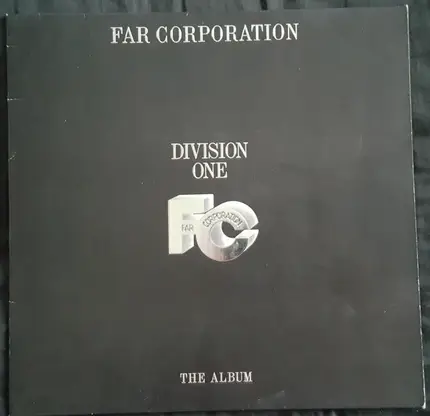 FAR CORPORATION
DIVISION
ONE
FC
FAR CORPORATION
THE ALBUM